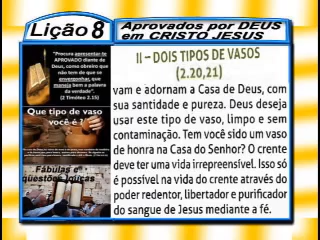 Lição 8
Aprovados por DEUS
em CRISTO JESUS
"Procura apresentar-te
APROVADO diante de
Deus, como obreiro que
não tem de que se
envergonhar, que
maneja bem a palavra
da verdade".
(2 Timóteo 2.15)
Que tipo de vaso
você é?
Fábulas e
questões loucas
II – DOIS TIPOS DE VASOS
(2.20,21)
vam e adornam a Casa de Deus, com
sua santidade e pureza. Deus deseja
usar este tipo de vaso, limpo e sem
contaminação. Tem você sido um vaso
de honra na Casa do Senhor? O crente
deve ter uma vida irrepreensível. Isso só
é possível na vida do crente através do
poder redentor, libertador e purificador
do sangue de Jesus mediante a fé.